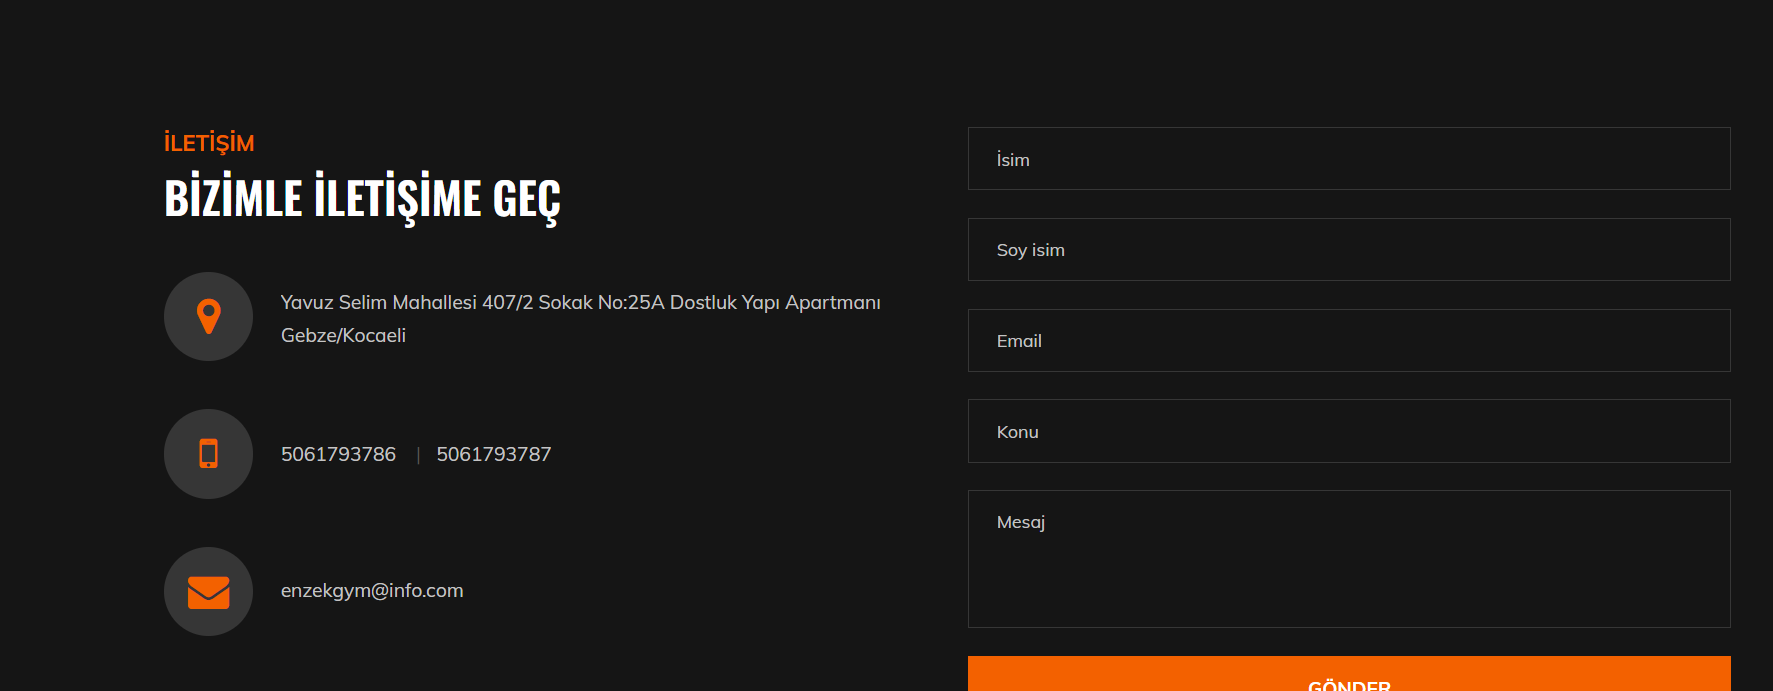 İLETİŞİM
BİZİMLE İLETİŞİME GEÇ
Yavuz Selim Mahallesi 407/2 Sokak No:25A Dostluk Yapı Apartmanı
Gebze/Kocaeli
5061793786 | 5061793787
enzekgym@info.com
İsim
Soy isim
Email
Konu
Mesaj
GÖNDER